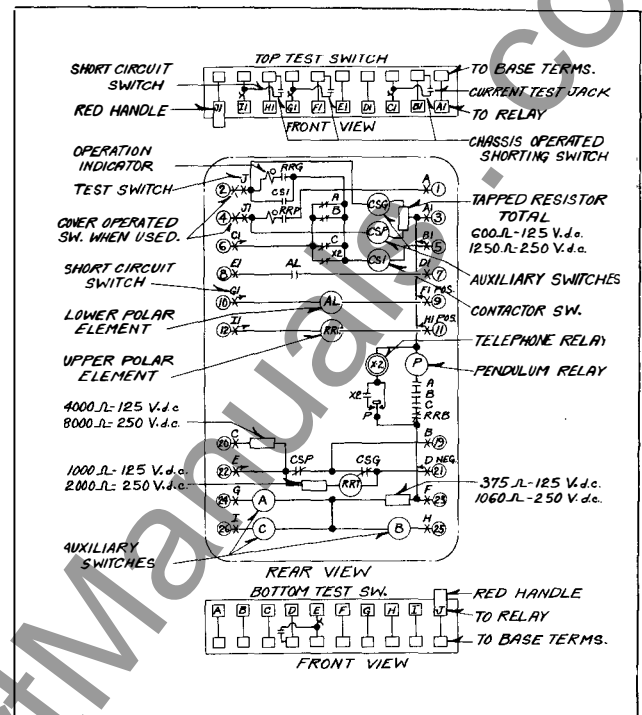 TOP TEST SWITCH
SHORT CIRCUIT
SWITCH
RED HANDLE
TO BASE TERMS.
CURRENT TEST JACK
TO RELAY
J1 I1 H1 G1 F1 E1 D1 C1 B1 A1
FRONT VIEW
CHASSIS OPERATED
SHORTING SWITCH
OPERATION
INDICATOR
TEST SWITCH
COVER OPERATED
SW. WHEN USED.
SHORT CIRCUIT
SWITCH
LOWER POLAR
ELEMENT
UPPER POLAR
ELEMENT
4000Ω-125 V.d.c
8000Ω-250 V.d.c.
1000Ω-125 V.d.c.
2000Ω-250 V.d.c.
AUXILIARY
SWITCHES
J RRG A
2 1
CS1 CSG
J1 RRP A B A1
4 CSP 3
C1 C B1
6 X2 CS1 5
E1 AL D1
8 7
G1 AL F1 POS.
10 9
I1 H1 POS.
12 11
X-2 P
X2 P
A
B
C
RRB
C B
20 19
E CSP CSG D NEG.
22 21
G A F
24 23
I C B H
26 25
TAPPED RESISTOR
TOTAL
600Ω-125 V.d.c.
1250Ω-250 V.d.c.
AUXILIARY SWITCHES
CONTACTOR SW.
TELEPHONE RELAY
PENDULUM RELAY
375Ω-125 V.d.c.
1060Ω-250 V.d.c.
REAR VIEW
BOTTOM TEST SW.
A B C D E F G H I J
RED HANDLE
TO RELAY
TO BASE TERMS.
FRONT VIEW